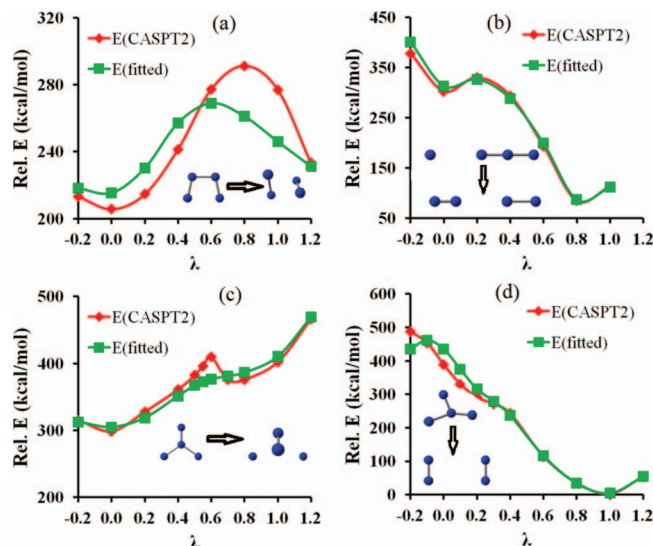 (a)
320
290
260
230
200
Rel. E (kcal/mol)
E(CASPT2)
E(fitted)
-0.2 0.0 0.2 0.4 0.6 0.8 1.0 1.2
λ
(b)
450
350
250
150
50
Rel. E (kcal/mol)
E(CASPT2)
E(fitted)
-0.2 0.0 0.2 0.4 0.6 0.8 1.0 1.2
λ
(c)
500
400
300
200
Rel. E (kcal/mol)
E(CASPT2)
E(fitted)
-0.2 0.0 0.2 0.4 0.6 0.8 1.0 1.2
λ
(d)
600
500
400
300
200
100
0
Rel. E (kcal/mol)
E(CASPT2)
E(fitted)
-0.2 0.0 0.2 0.4 0.6 0.8 1.0 1.2
λ